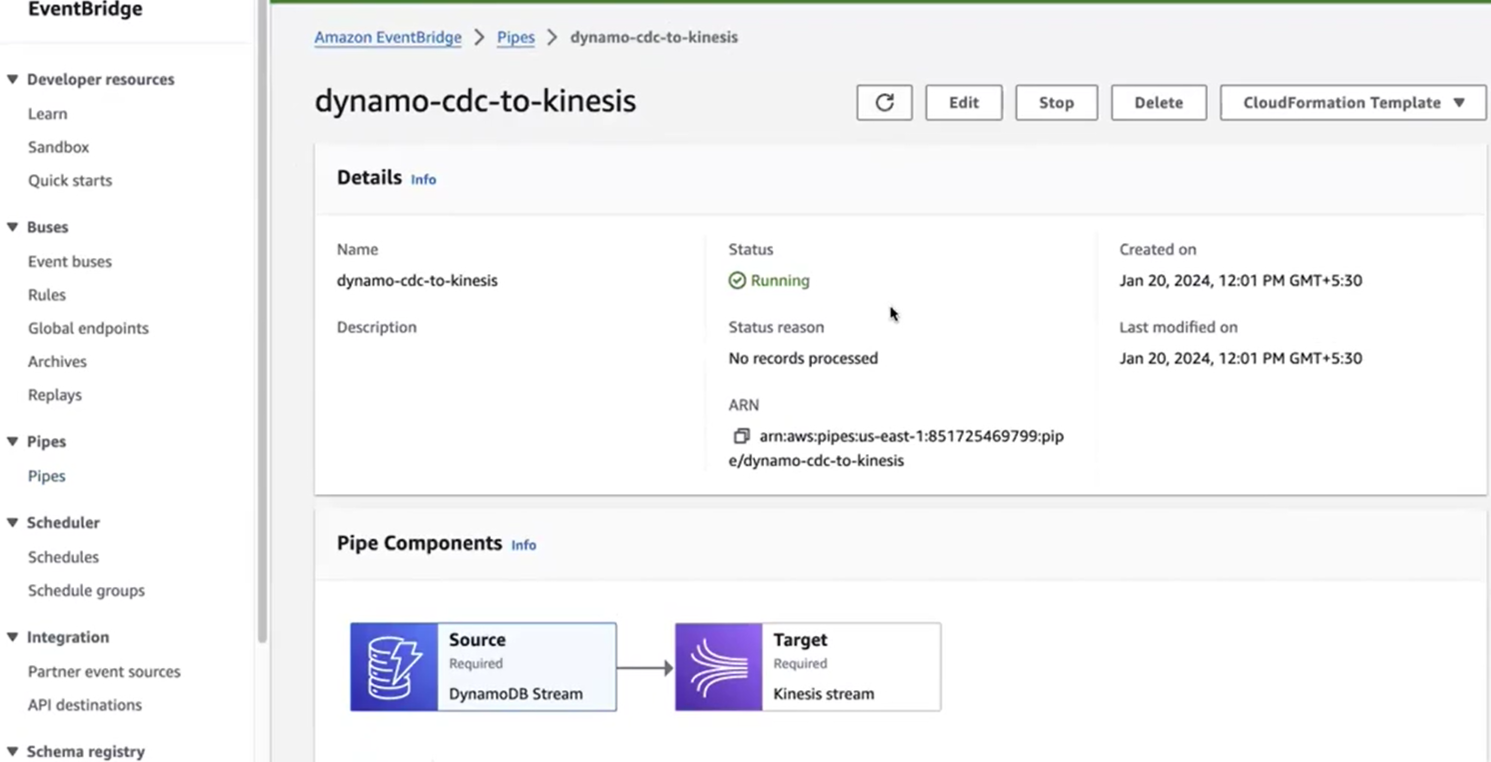 EventBridge
Developer resources
Learn
Sandbox
Quick starts
Buses
Event buses
Rules
Global endpoints
Archives
Replays
Pipes
Pipes
Scheduler
Schedules
Schedule groups
Integration
Partner event sources
API destinations
Schema registry
Amazon EventBridge > Pipes > dynamo-cdc-to-kinesis
dynamo-cdc-to-kinesis
Edit
Stop
Delete
CloudFormation Template
Details Info
Name
dynamo-cdc-to-kinesis
Description
Status
Running
Status reason
No records processed
ARN
arn:aws:pipes:us-east-1:851725469799:pip
e/dynamo-cdc-to-kinesis
Created on
Jan 20, 2024, 12:01 PM GMT+5:30
Last modified on
Jan 20, 2024, 12:01 PM GMT+5:30
Pipe Components Info
Source
Required
DynamoDB Stream
Target
Required
Kinesis stream